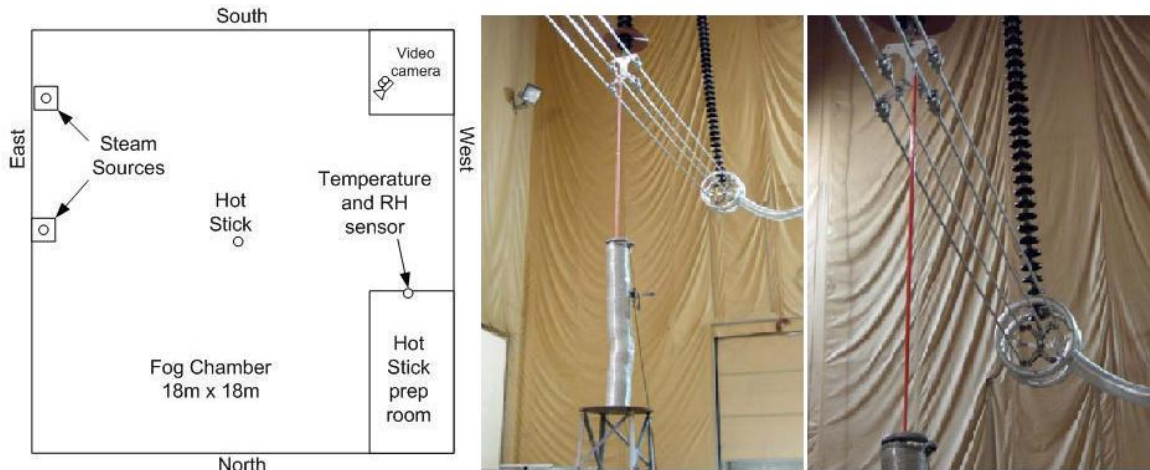 South
Video
camera
East
Steam
Sources
West
Temperature
and RH
sensor
Hot
Stick
Fog Chamber
18m x 18m
Hot
Stick
prep
room
North